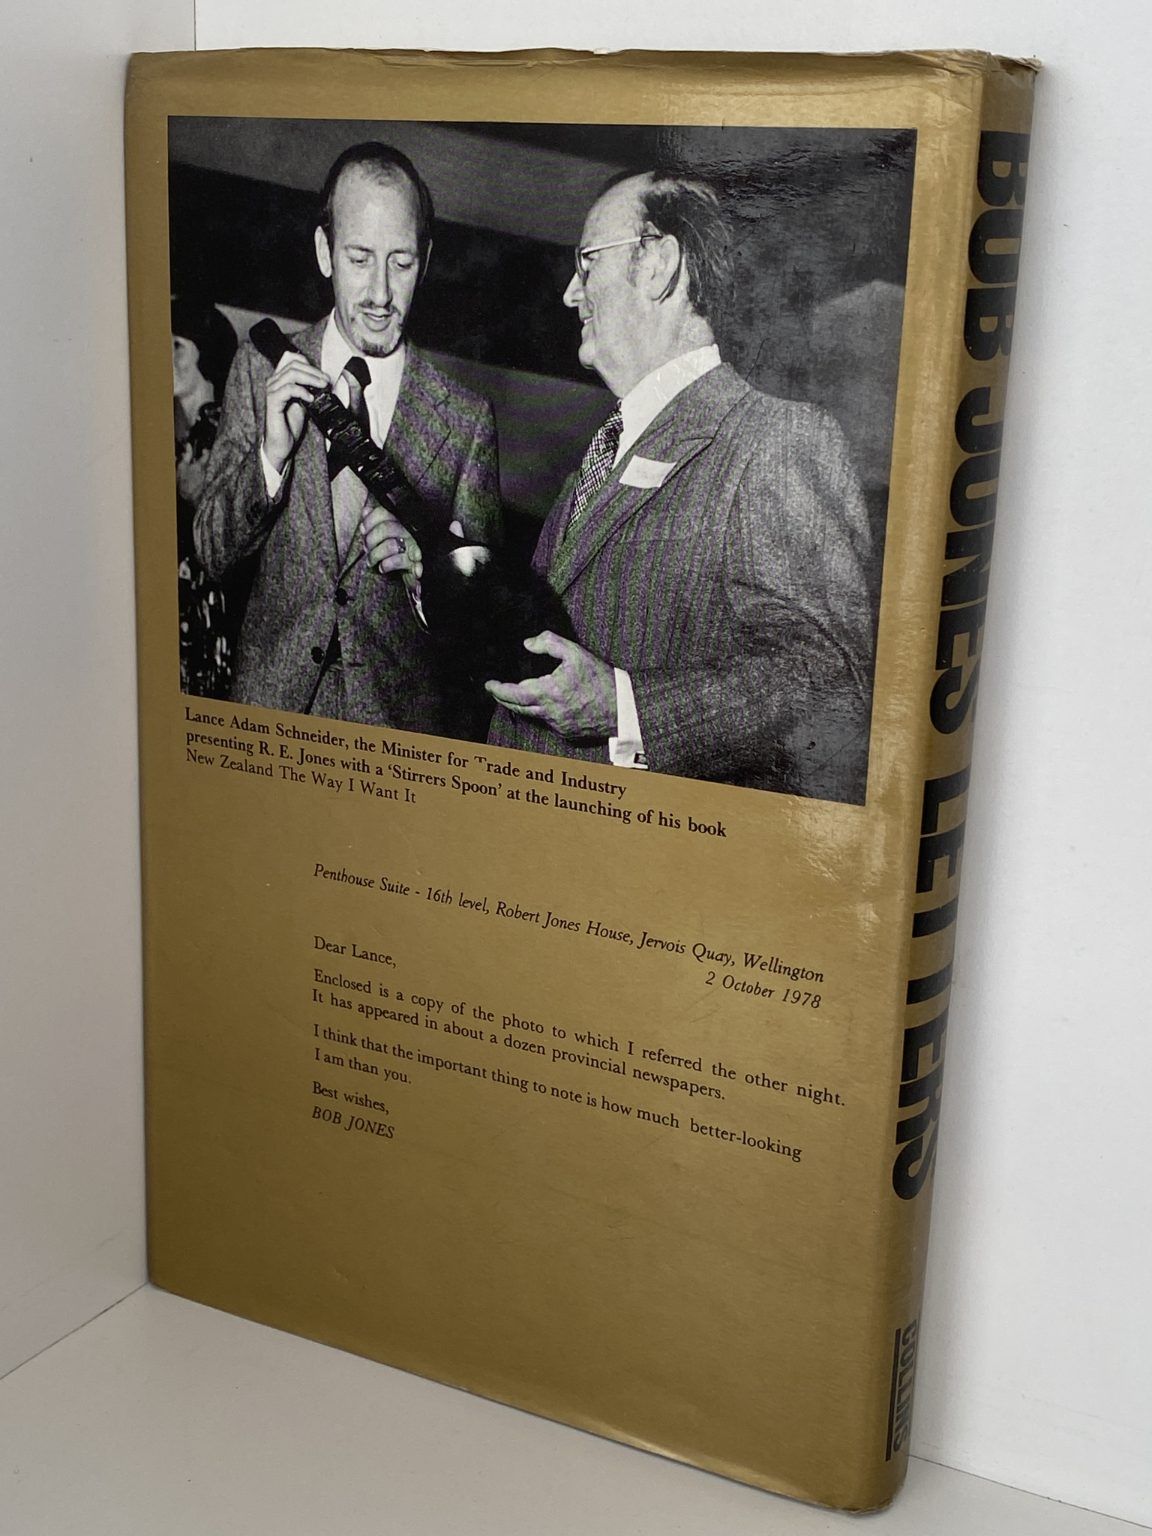 Lance Adam Schneider, the Minister for Trade and Industry
presenting R. E. Jones with a 'Stirrers Spoon' at the launching of his book
New Zealand The Way I Want It
Penthouse Suite - 16th level, Robert Jones House, Jervois Quay, Wellington
2 October 1978
Dear Lance,
Enclosed is a copy of the photo to which I referred the other night.
It has appeared in about a dozen provincial newspapers.
I think that the important thing to note is how much better-looking
I am than you.
Best wishes,
BOB JONES
BOB JONES LETTERS
COLLINS